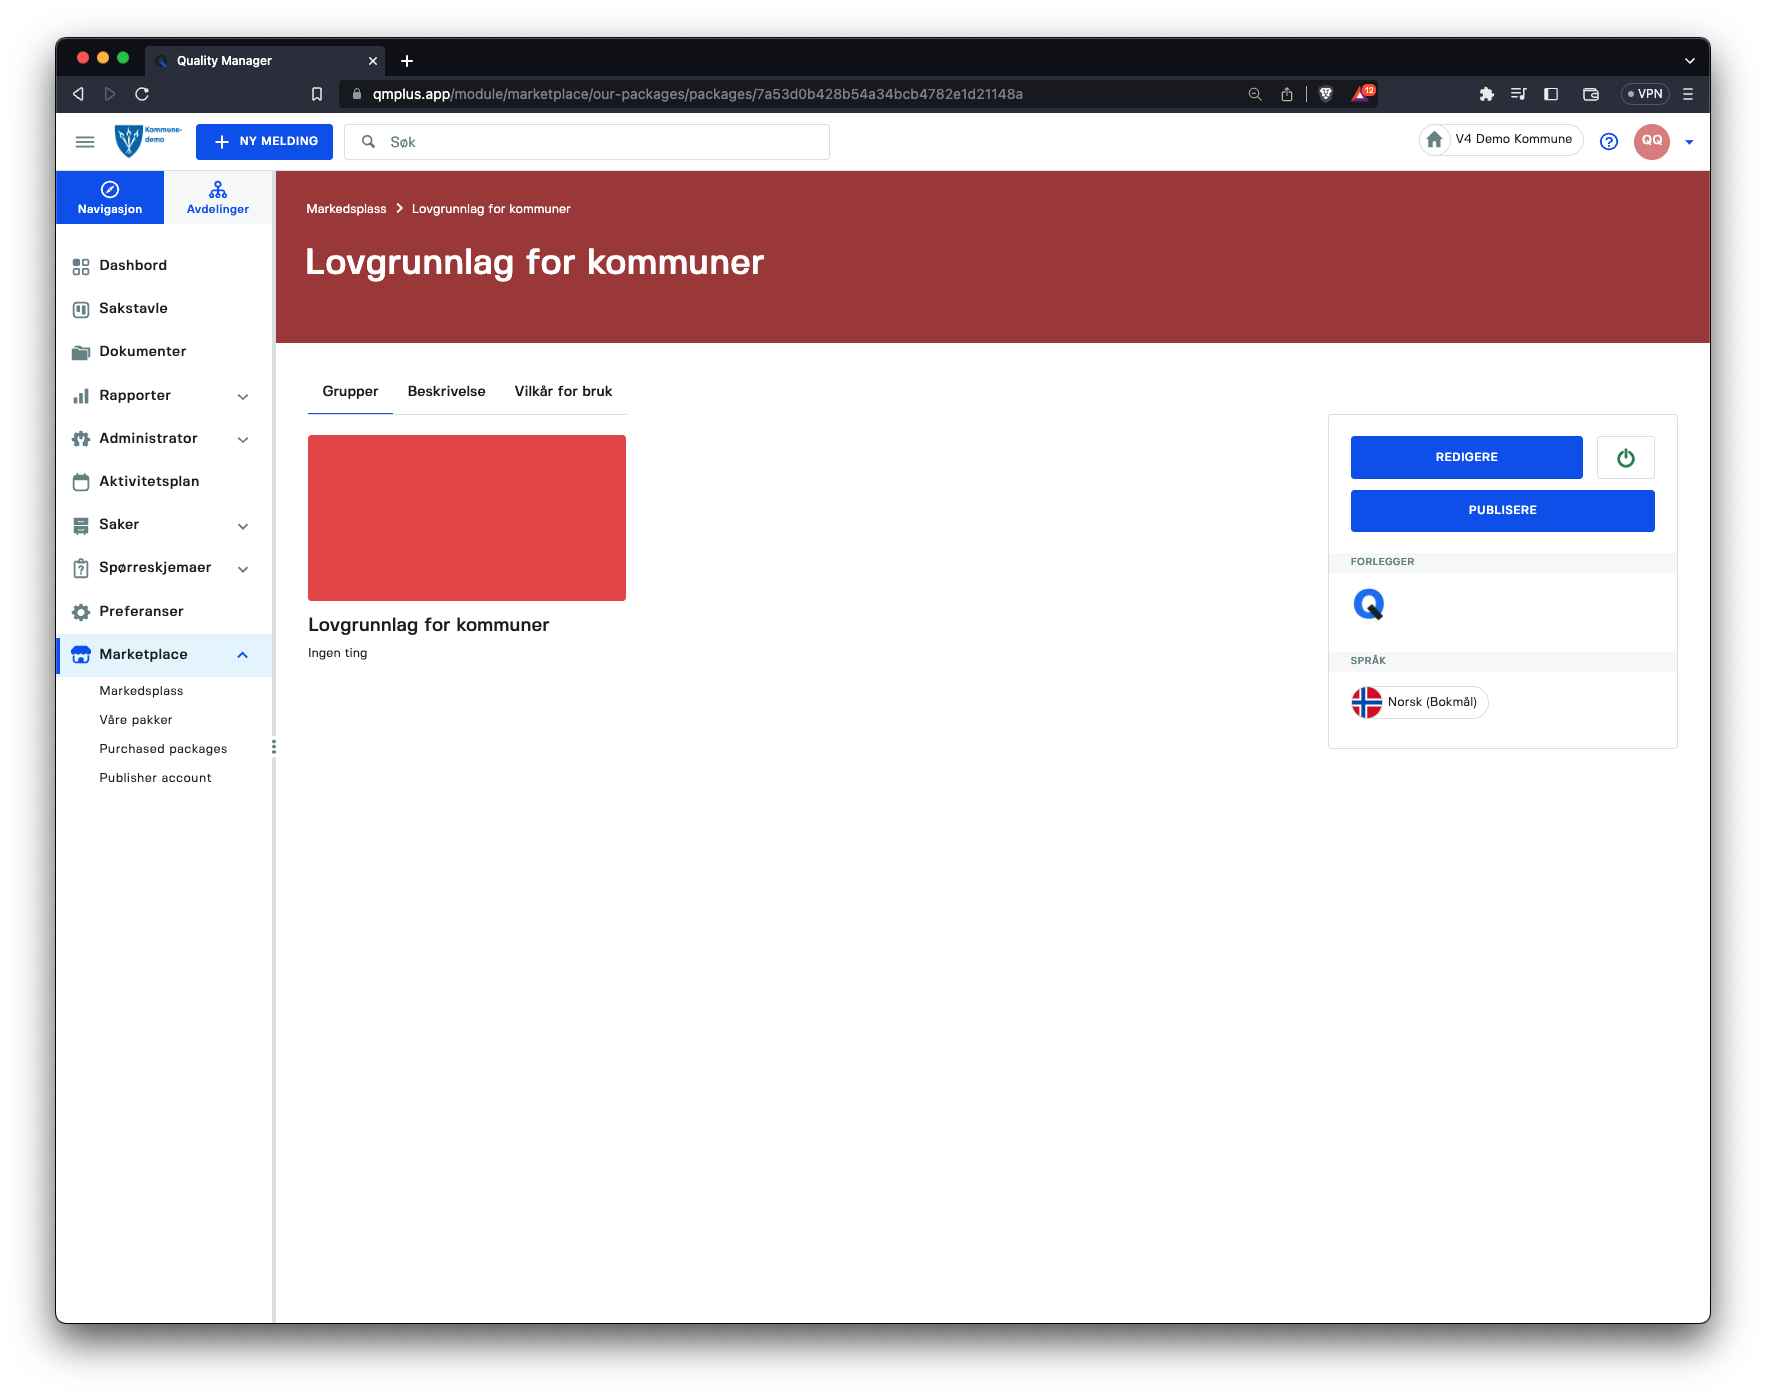 Quality Manager
qmplus.app/module/marketplace/our-packages/packages/7a53d0b428b54a34bcb4782e1d21148a
12
VPN
Kommune-
demo
NY MELDING
Søk
V4 Demo Kommune
QQ
Navigasjon
Avdelinger
Dashbord
Sakstavle
Dokumenter
Rapporter
Administrator
Aktivitetsplan
Saker
Spørreskjemaer
Preferanser
Marketplace
Markedsplass
Våre pakker
Purchased packages
Publisher account
Markedsplass > Lovgrunnlag for kommuner
Lovgrunnlag for kommuner
Grupper
Beskrivelse
Vilkår for bruk
Lovgrunnlag for kommuner
Ingen ting
REDIGERE
PUBLISERE
FORLEGGER
SPRÅK
Norsk (Bokmål)